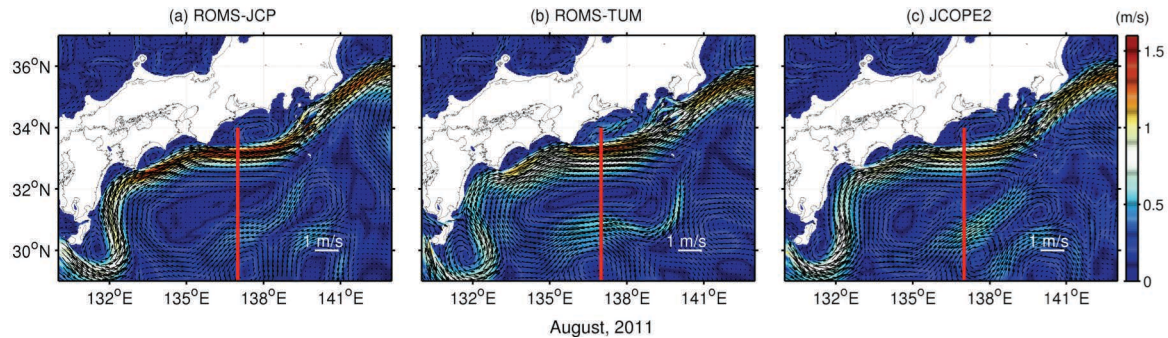 (a) ROMS-JCP (b) ROMS-TUM (c) JCOPE2 (m/s)
36°N 1.5
34°N 1
32°N 0.5
30°N 1 m/s 1 m/s 1 m/s 0
132°E 135°E 138°E 141°E 132°E 135°E 138°E 141°E 132°E 135°E 138°E 141°E
August, 2011